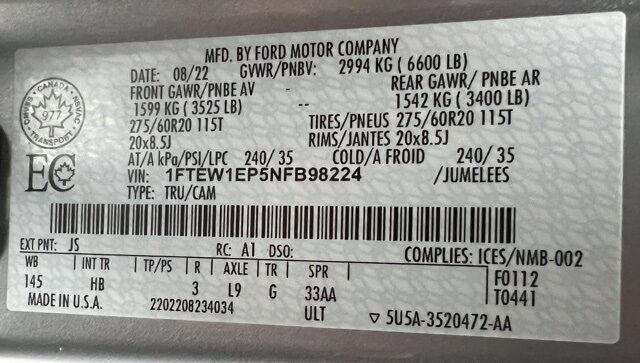 MFD. BY FORD MOTOR COMPANY
DATE: 08/22 GVWR/PNBV: 2994 KG ( 6600 LB)
FRONT GAWR/ PNBE AV -- REAR GAWR/ PNBE AR
1599 KG ( 3525 LB) -- 1542 KG ( 3400 LB)
275/60R20 115T TIRES/PNEUS 275/60R20 115T
20x8.5J RIMS/JANTES 20x8.5J
AT/A kPa/PSI/LPC 240/ 35 COLD/A FROID 240/ 35
VIN: 1FTEW1EP5NFB98224 /JUMELEES
TYPE: TRU/CAM
CANADA
NSVAC
977
SMMC
TRANSPORT
EC
EXT PNT: JS RC: A1 DSO: COMPLIES: ICES/NMB-002
WB INT TR TP/PS R AXLE TR SPR F0112
145 HB 3 L9 G 33AA T0441
MADE IN U.S.A. 2202208234034 ULT ▽ 5U5A-3520472-AA